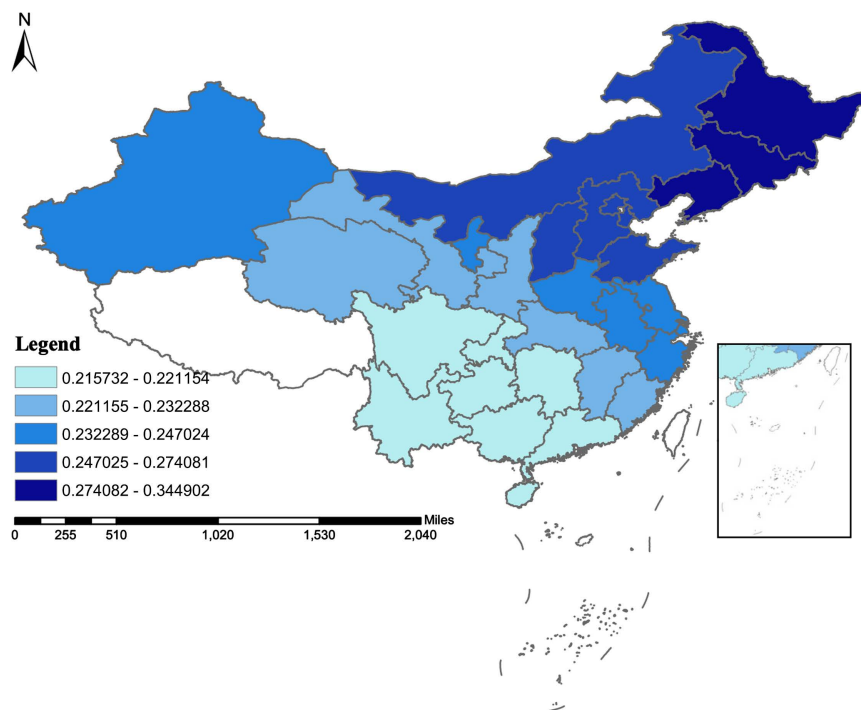 N
Legend
0.215732 - 0.221154
0.221155 - 0.232288
0.232289 - 0.247024
0.247025 - 0.274081
0.274082 - 0.344902
Miles
0 255 510 1,020 1,530 2,040